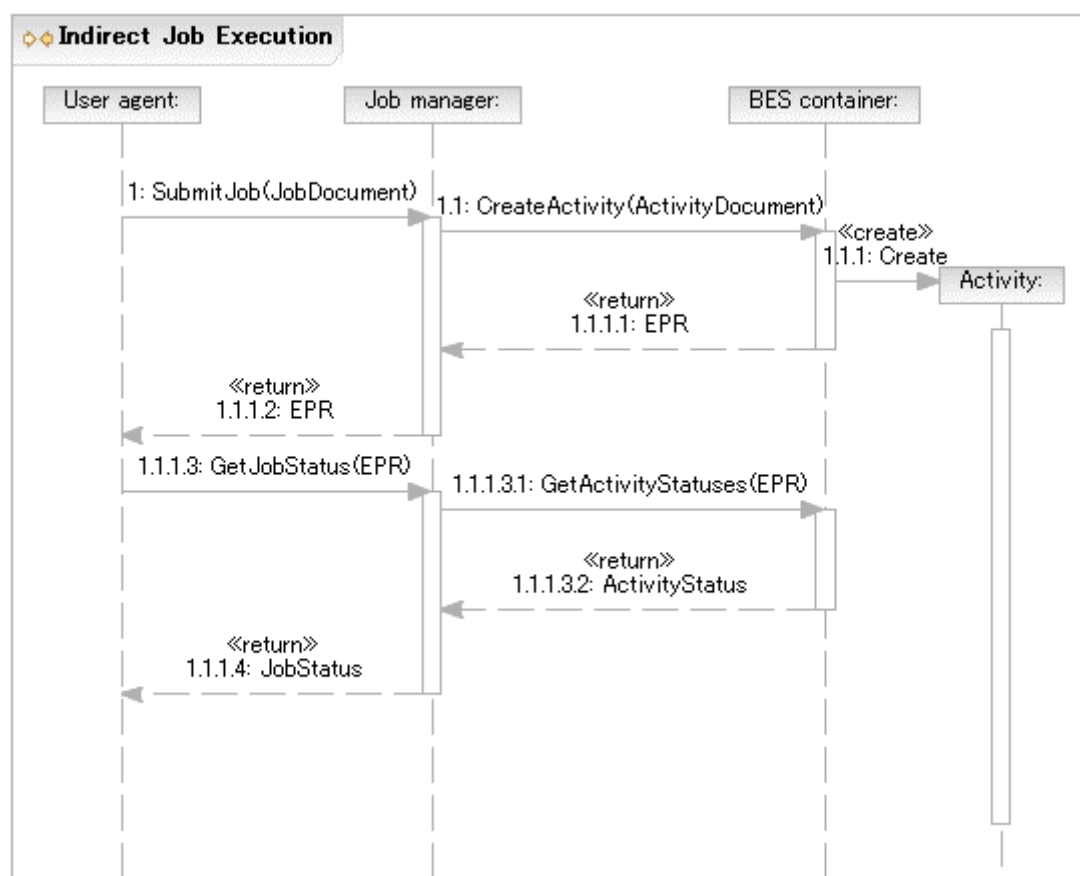 Indirect Job Execution
User agent:
Job manager:
BES container:
1: SubmitJob(JobDocument)
1.1: CreateActivity(ActivityDocument)
≪create≫
1.1.1: Create
Activity:
≪return≫
1.1.1.1: EPR
≪return≫
1.1.1.2: EPR
1.1.1.3: GetJobStatus(EPR)
1.1.1.3.1: GetActivityStatuses(EPR)
≪return≫
1.1.1.3.2: ActivityStatus
≪return≫
1.1.1.4: JobStatus